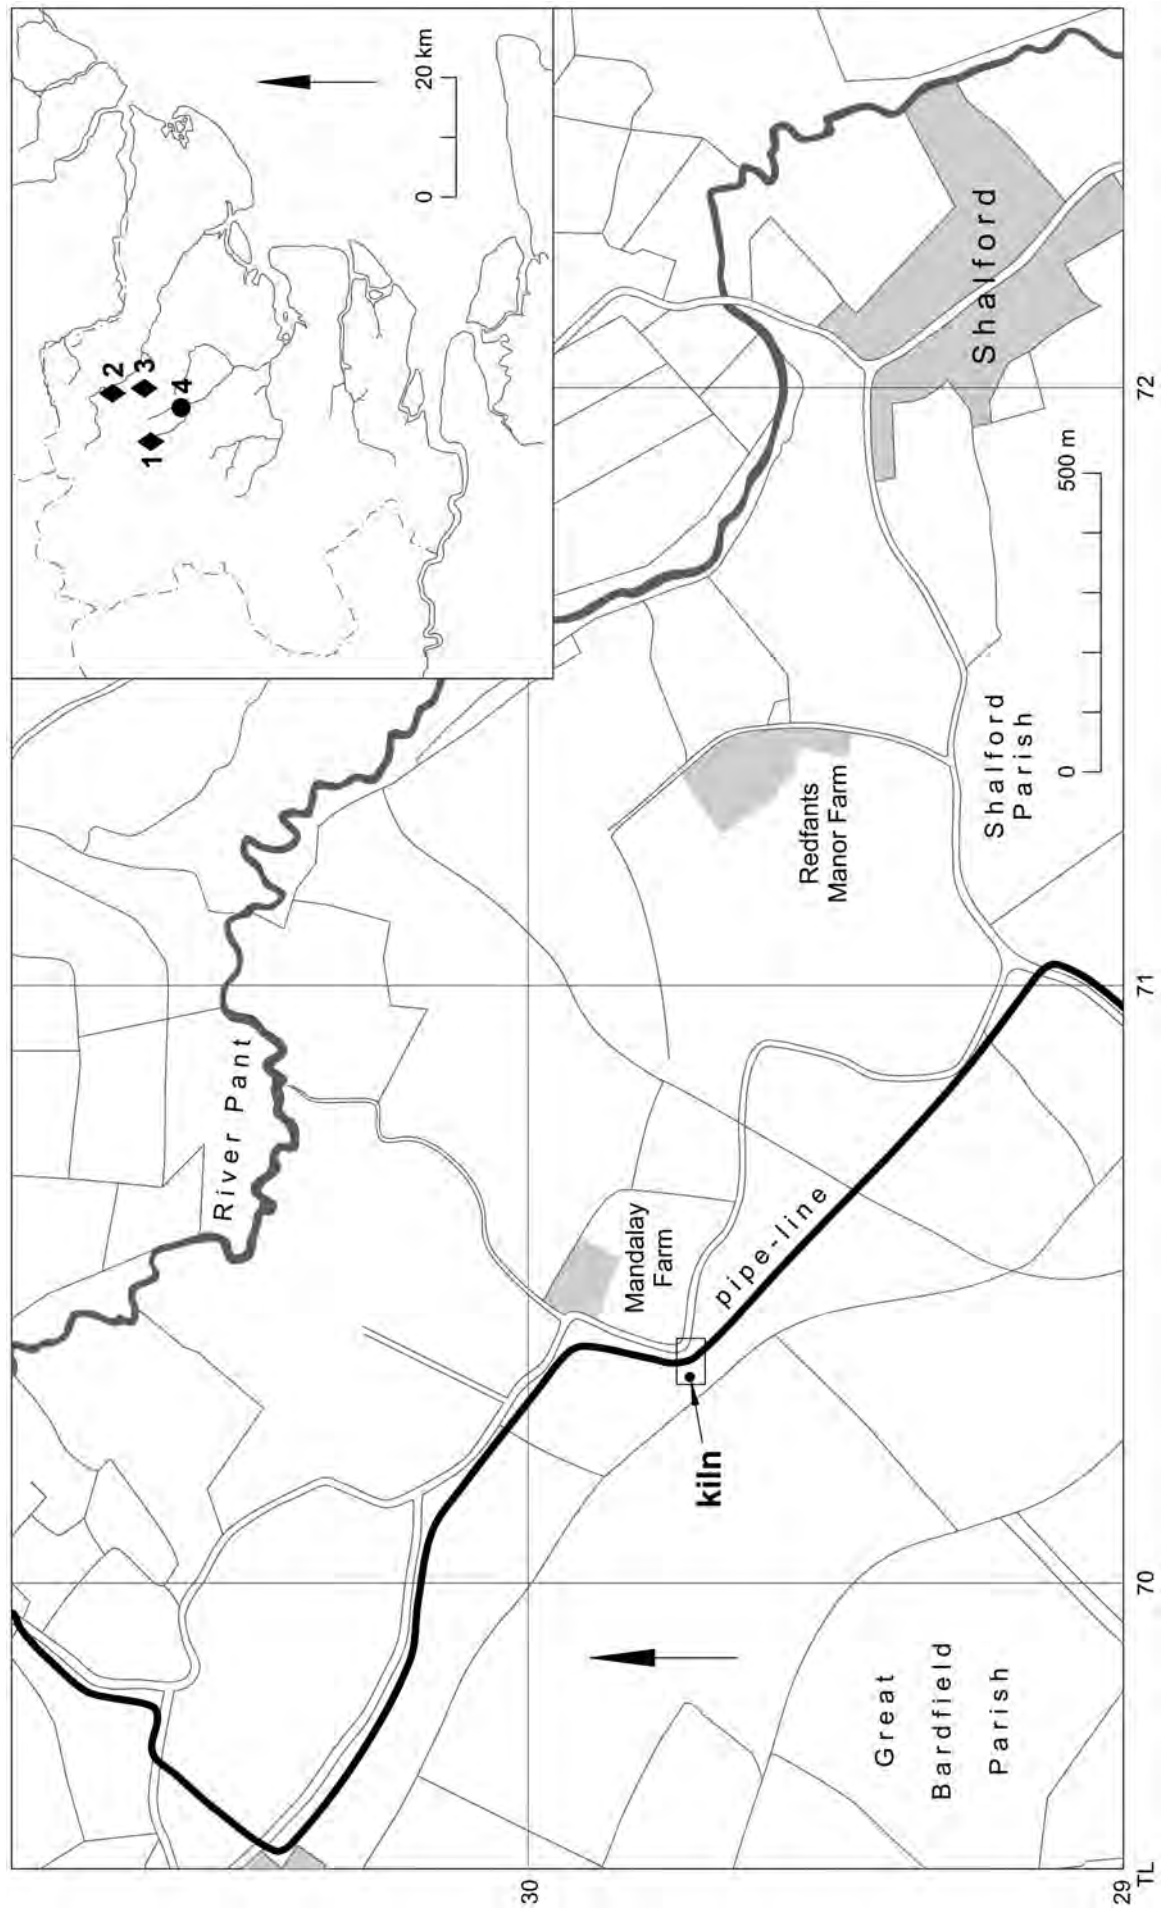 2
3
1
4
0
20 km
River Pant
Mandalay
Farm
pipe-line
kiln
Redfants
Manor Farm
Shalford
Shalford
Parish
0
500 m
Great
Bardfield
Parish
30
29
TL
70
71
72